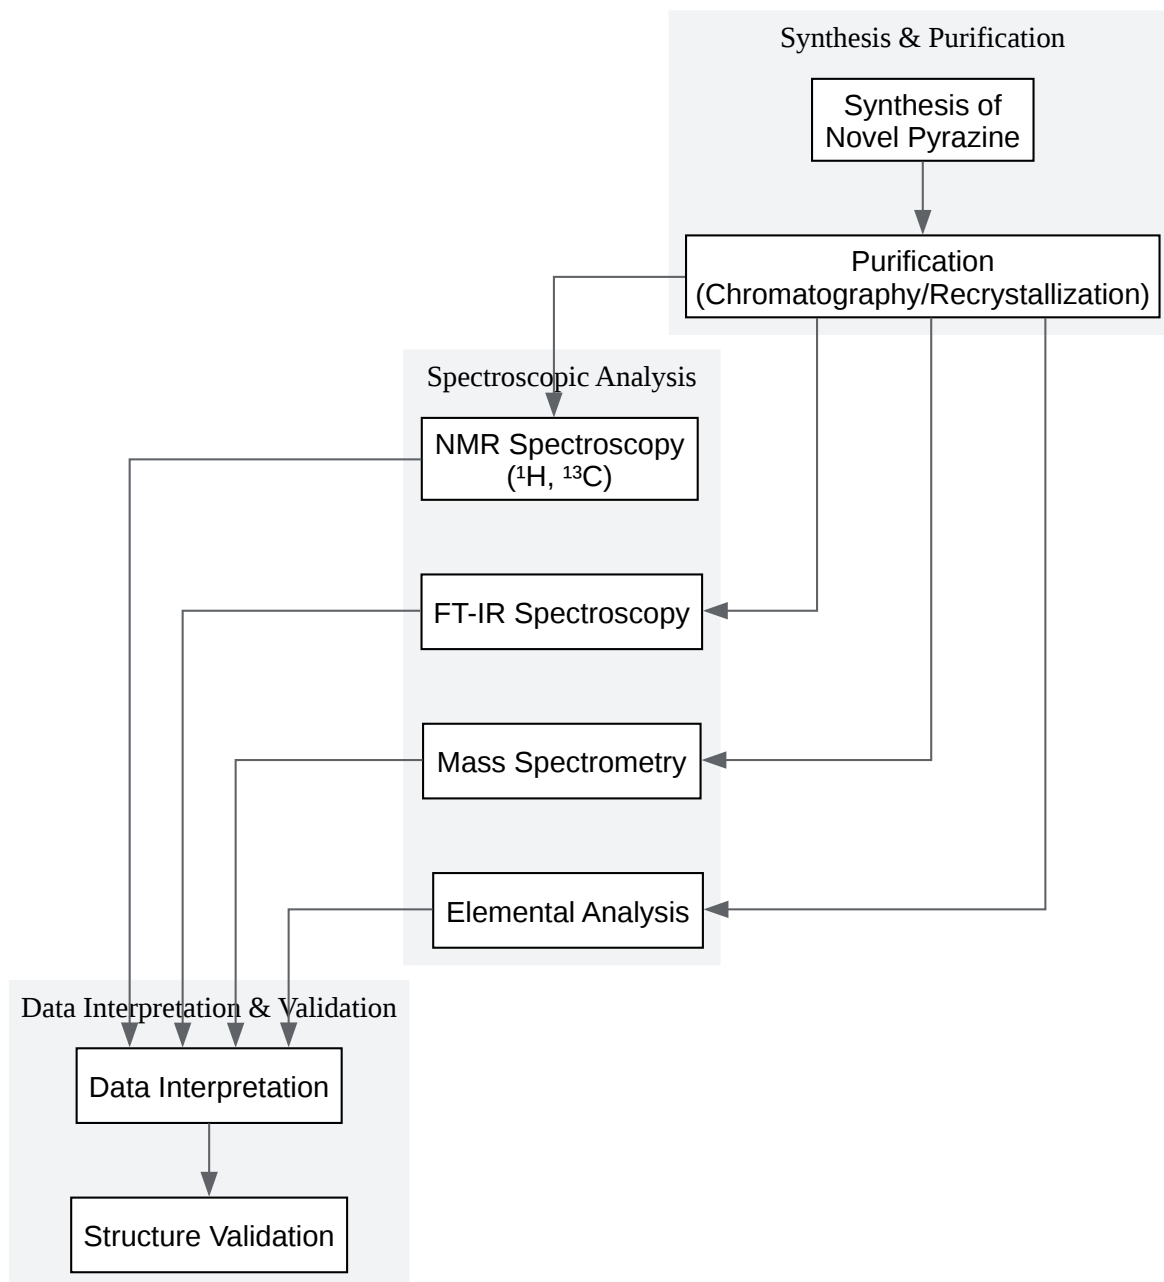 Synthesis & Purification
Synthesis of
Novel Pyrazine
Purification
(Chromatography/Recrystallization)
Spectroscopic Analysis
NMR Spectroscopy
(¹H, ¹³C)
FT-IR Spectroscopy
Mass Spectrometry
Elemental Analysis
Data Interpretation & Validation
Data Interpretation
Structure Validation